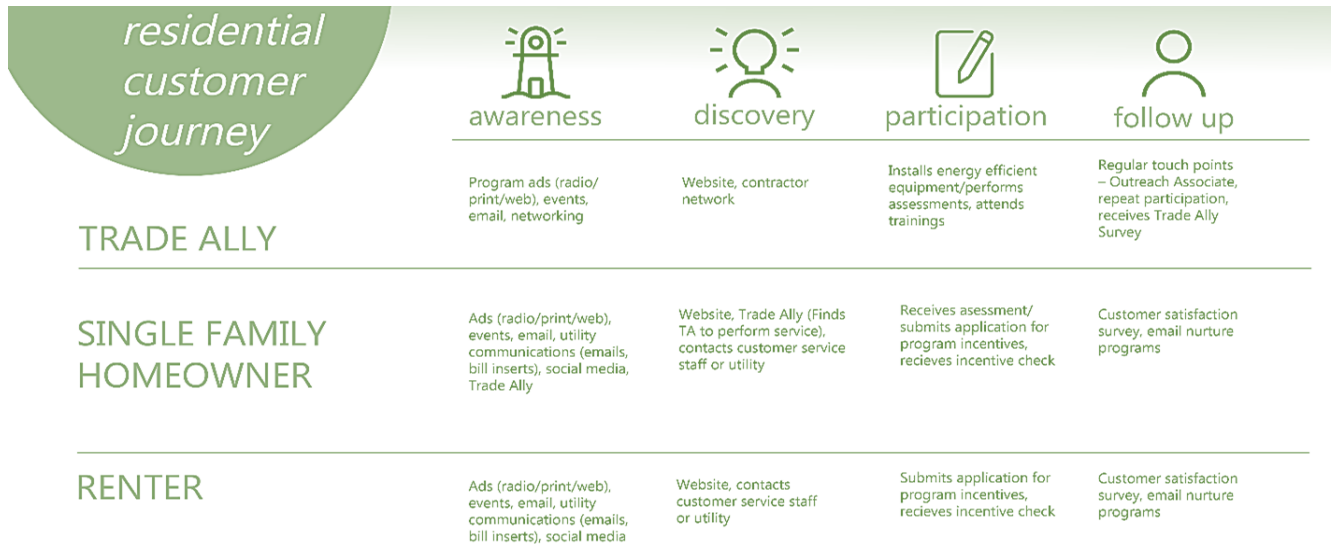 residential
customer
journey
awareness
discovery
participation
follow up
TRADE ALLY
Program ads (radio/
print/web), events,
email, networking
Website, contractor
network
Installs energy efficient
equipment/performs
assessments, attends
trainings
Regular touch points
– Outreach Associate,
repeat participation,
receives Trade Ally
Survey
SINGLE FAMILY
HOMEOWNER
Ads (radio/print/web),
events, email, utility
communications (emails,
bill inserts), social media,
Trade Ally
Website, Trade Ally (Finds
TA to perform service),
contacts customer service
staff or utility
Receives asessment/
submits application for
program incentives,
recieves incentive check
Customer satisfaction
survey, email nurture
programs
RENTER
Ads (radio/print/web),
events, email, utility
communications (emails,
bill inserts), social media
Website, contacts
customer service staff
or utility
Submits application for
program incentives,
recieves incentive check
Customer satisfaction
survey, email nurture
programs